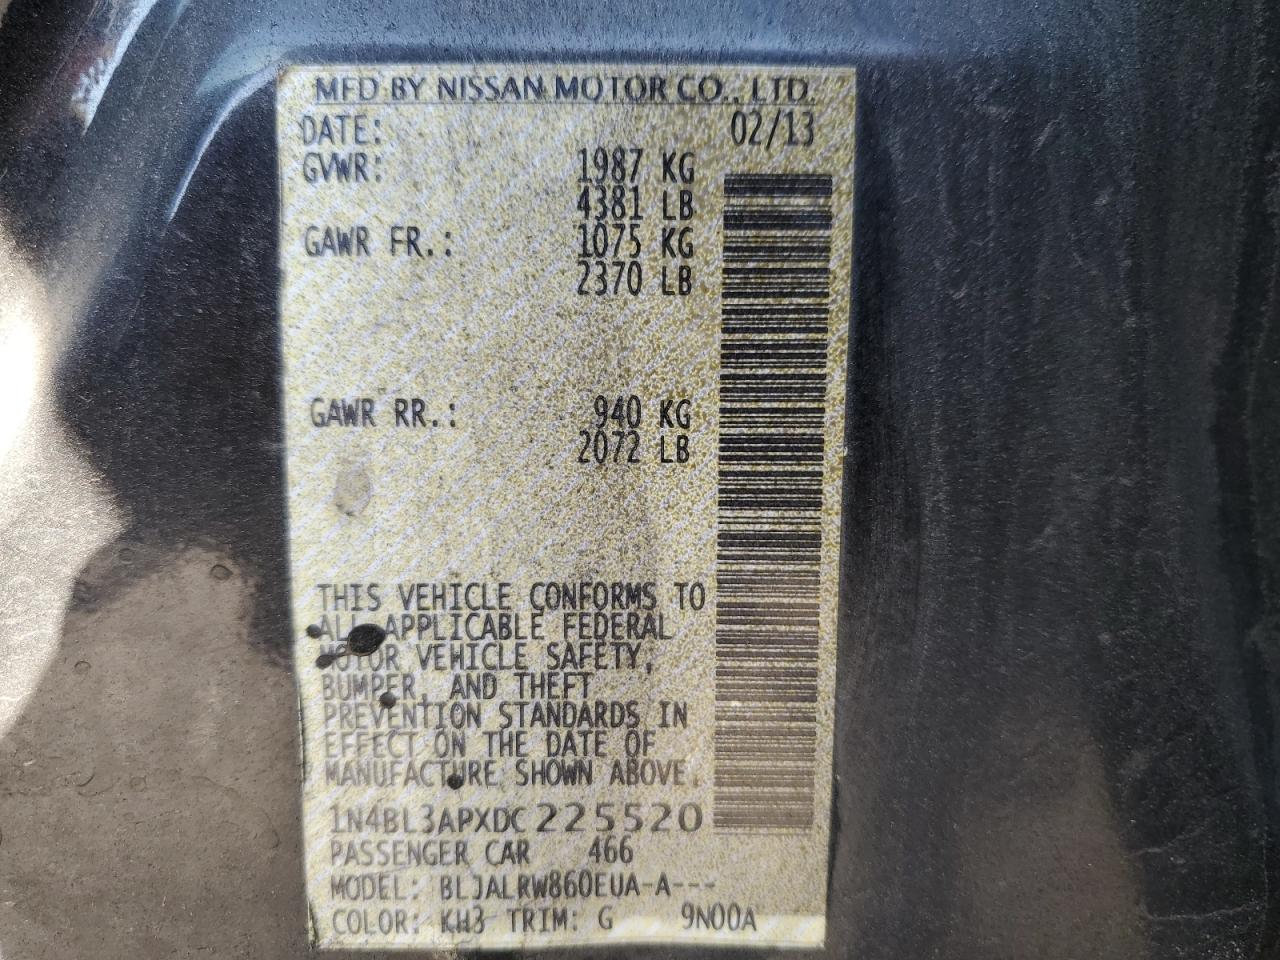 MFD BY NISSAN MOTOR CO., LTD.
DATE: 02/13
GVWR: 1987 KG
4381 LB
GAWR FR.: 1075 KG
2370 LB
GAWR RR.: 940 KG
2072 LB
THIS VEHICLE CONFORMS TO
ALL APPLICABLE FEDERAL
MOTOR VEHICLE SAFETY,
BUMPER, AND THEFT
PREVENTION STANDARDS IN
EFFECT ON THE DATE OF
MANUFACTURE SHOWN ABOVE.
1N4BL3APXDC225520
PASSENGER CAR 466
MODEL: BLJALRW860EUA-A---
COLOR: KH3 TRIM: G 9N00A